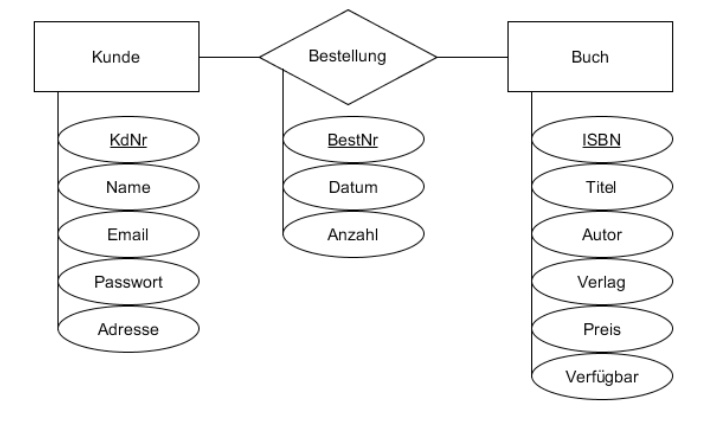 Kunde
Bestellung
Buch
KdNr
Name
Email
Passwort
Adresse
BestNr
Datum
Anzahl
ISBN
Titel
Autor
Verlag
Preis
Verfügbar